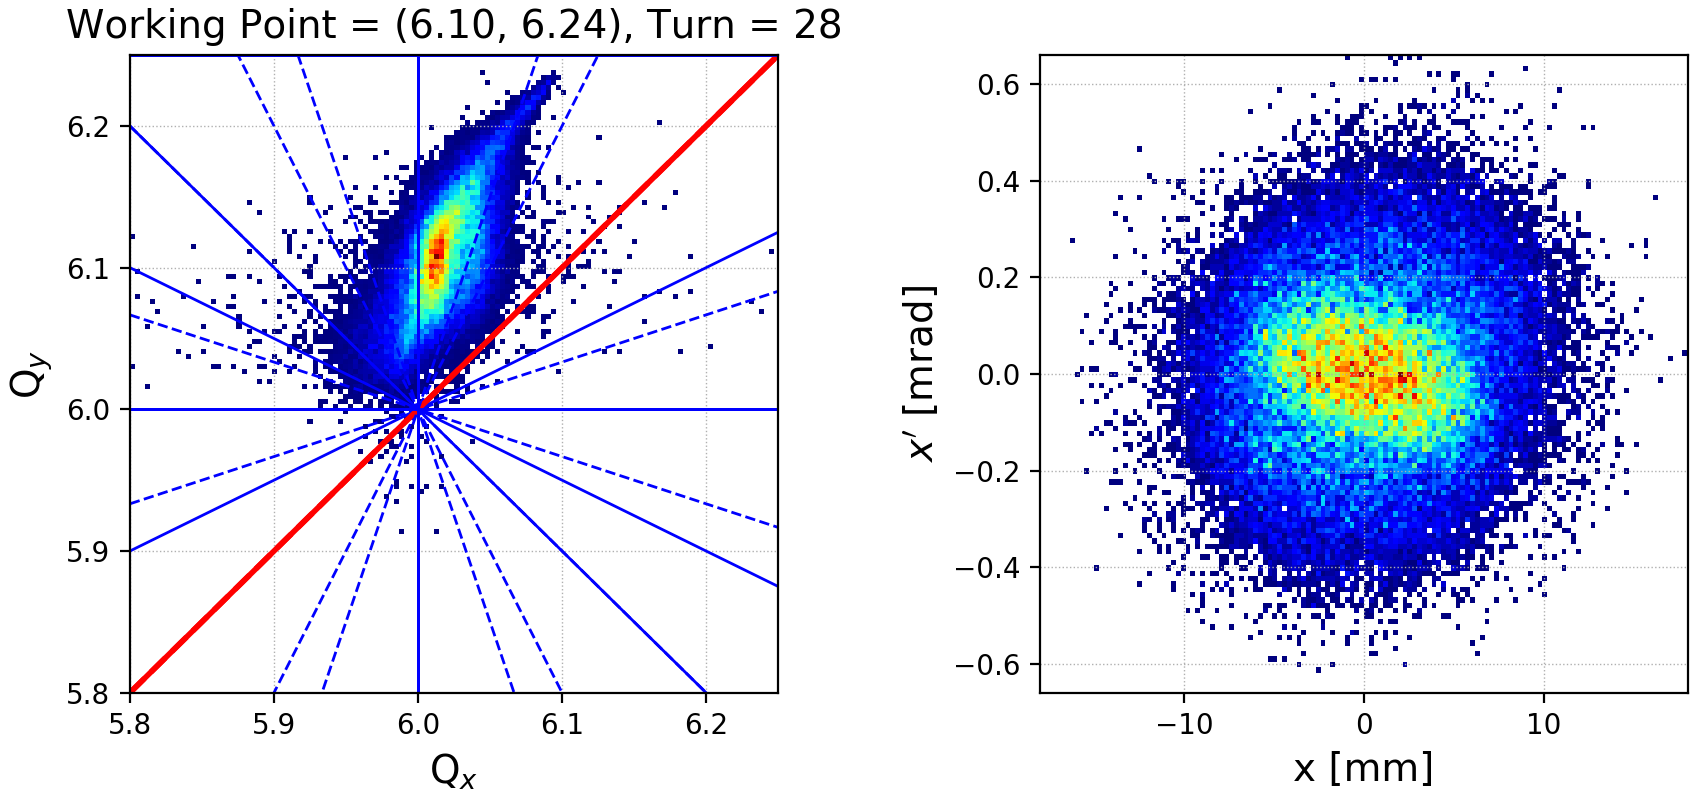 Working Point = (6.10, 6.24), Turn = 28
6.2
6.1
6.0
5.9
5.8
Q_y
5.8 5.9 6.0 6.1 6.2
Q_x
0.6
0.4
0.2
0.0
−0.2
−0.4
−0.6
x′ [mrad]
−10 0 10
x [mm]